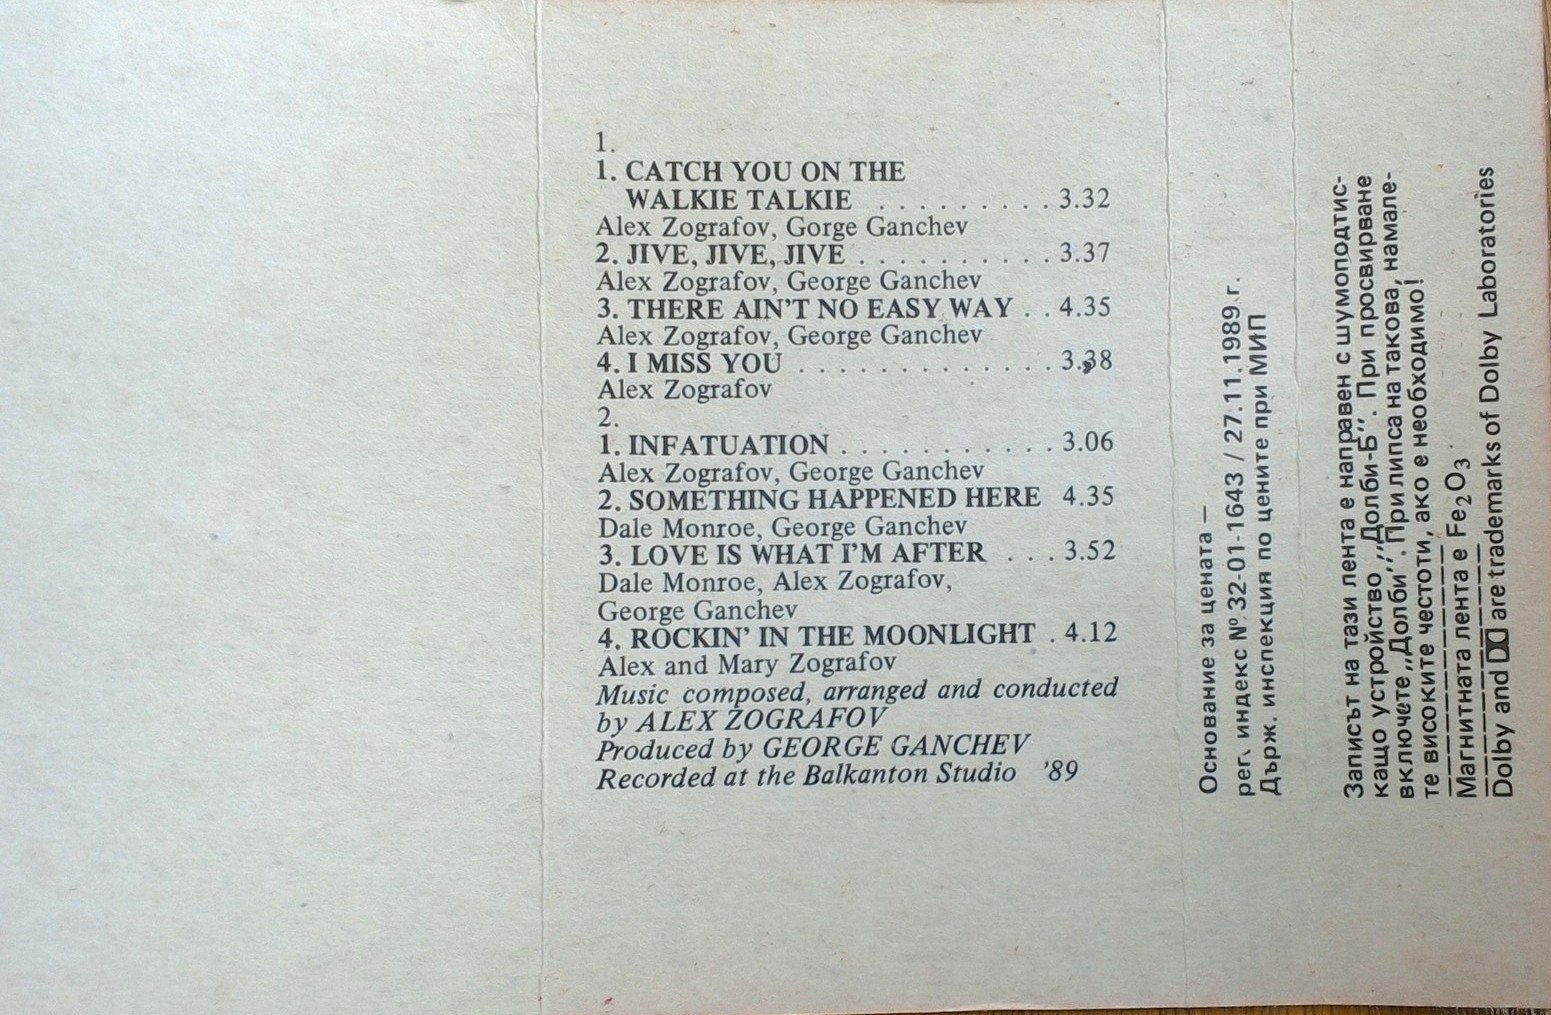 1.
1. CATCH YOU ON THE
WALKIE TALKIE . . . . . . . . . 3.32
Alex Zografov, Gorge Ganchev
2. JIVE, JIVE, JIVE . . . . . . . . . . 3.37
Alex Zografov, George Ganchev
3. THERE AIN'T NO EASY WAY . . 4.35
Alex Zografov, George Ganchev
4. I MISS YOU . . . . . . . . . . . . . 3.38
Alex Zografov
2.
1. INFATUATION . . . . . . . . . . . 3.06
Alex Zografov, George Ganchev
2. SOMETHING HAPPENED HERE 4.35
Dale Monroe, George Ganchev
3. LOVE IS WHAT I'M AFTER . . . 3.52
Dale Monroe, Alex Zografov,
George Ganchev
4. ROCKIN' IN THE MOONLIGHT . 4.12
Alex and Mary Zografov
Music composed, arranged and conducted
by ALEX ZOGRAFOV
Produced by GEORGE GANCHEV
Recorded at the Balkanton Studio '89
Основание за цената —
рег. индекс № 32-01-1643 / 27.11.1989 г.
Държ. инспекция по цените при МИП
Записът на тази лента е направен с шумоподтис-
кащо устройство ,,Долби-Б''. При просвирване
включете ,,Долби''. При липса на такова, намале-
те високите честоти, ако е необходимо!
Магнитната лента е Fe2O3
Dolby and are trademarks of Dolby Laboratories